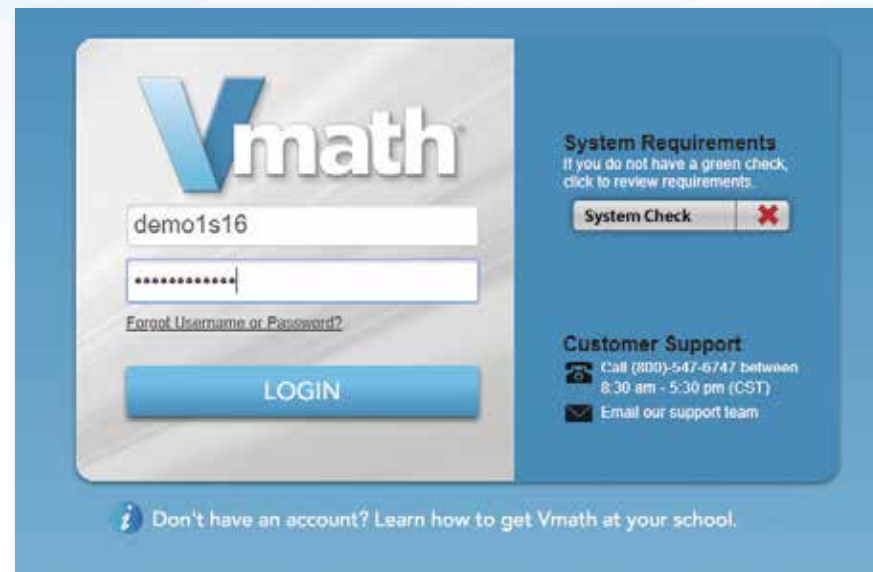 Vmath
demo1s16
••••••••••••
Forgot Username or Password?
LOGIN
System Requirements
If you do not have a green check,
click to review requirements.
System Check
Customer Support
Call (800)-547-6747 between
8:30 am - 5:30 pm (CST)
Email our support team
i Don't have an account? Learn how to get Vmath at your school.